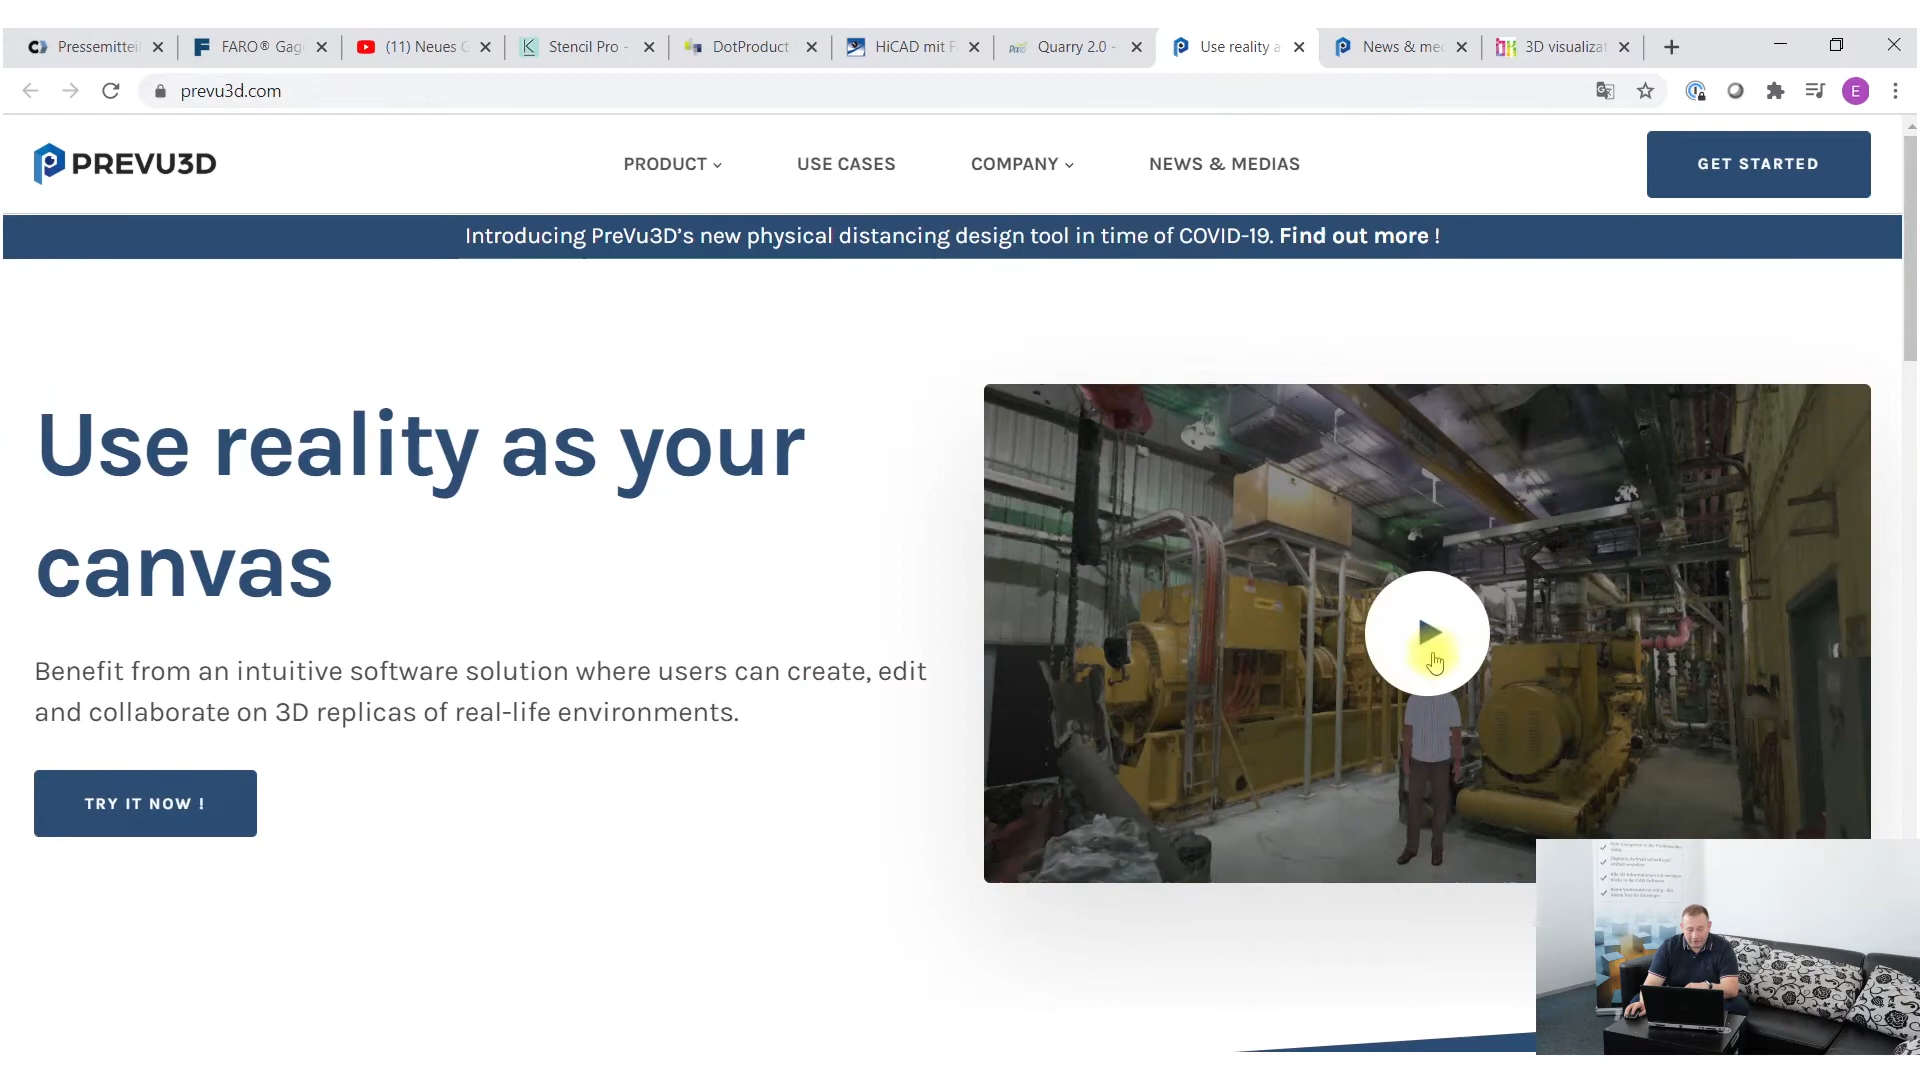 Pressemittei
FARO® Gag
(11) Neues
Stencil Pro -
DotProduct
HiCAD mit F
Quarry 2.0 -
Use reality a
News & me
3D visualiza
prevu3d.com
E
PREVU3D
PRODUCT
USE CASES
COMPANY
NEWS & MEDIAS
GET STARTED
Introducing PreVu3D’s new physical distancing design tool in time of COVID-19. Find out more !
Use reality as your
canvas
Benefit from an intuitive software solution where users can create, edit
and collaborate on 3D replicas of real-life environments.
TRY IT NOW !